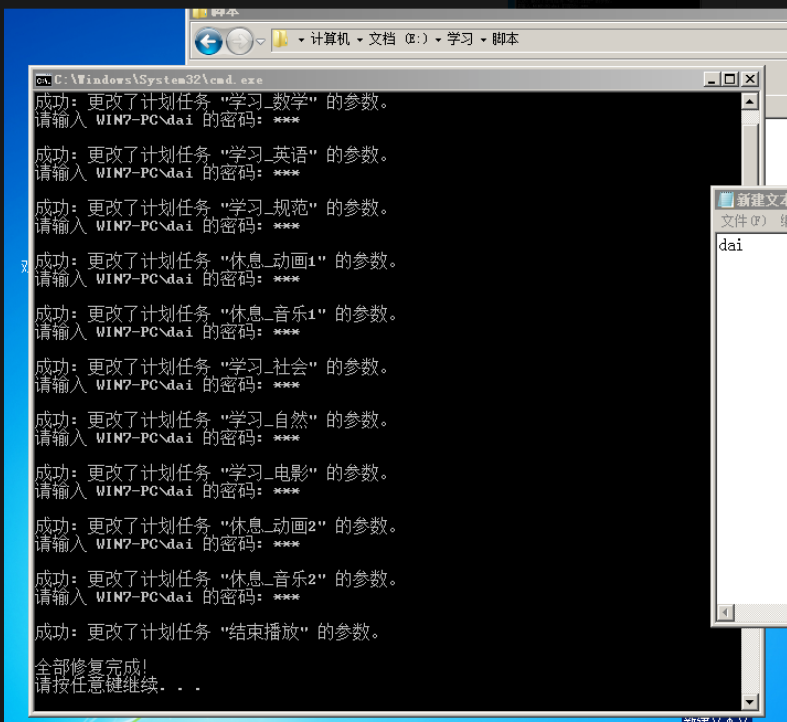 脚本
计算机 文档 (E:) 学习 脚本
C:\Windows\System32\cmd.exe
成功: 更改了计划任务 "学习_数学" 的参数。
请输入 WIN7-PC\dai 的密码: ***
成功: 更改了计划任务 "学习_英语" 的参数。
请输入 WIN7-PC\dai 的密码: ***
成功: 更改了计划任务 "学习_规范" 的参数。
请输入 WIN7-PC\dai 的密码: ***
成功: 更改了计划任务 "休息_动画1" 的参数。
请输入 WIN7-PC\dai 的密码: ***
成功: 更改了计划任务 "休息_音乐1" 的参数。
请输入 WIN7-PC\dai 的密码: ***
成功: 更改了计划任务 "学习_社会" 的参数。
请输入 WIN7-PC\dai 的密码: ***
成功: 更改了计划任务 "学习_自然" 的参数。
请输入 WIN7-PC\dai 的密码: ***
成功: 更改了计划任务 "学习_电影" 的参数。
请输入 WIN7-PC\dai 的密码: ***
成功: 更改了计划任务 "休息_动画2" 的参数。
请输入 WIN7-PC\dai 的密码: ***
成功: 更改了计划任务 "休息_音乐2" 的参数。
请输入 WIN7-PC\dai 的密码: ***
成功: 更改了计划任务 "结束播放" 的参数。
全部修复完成!
请按任意键继续. . .
新建文本
文件(F)
dai